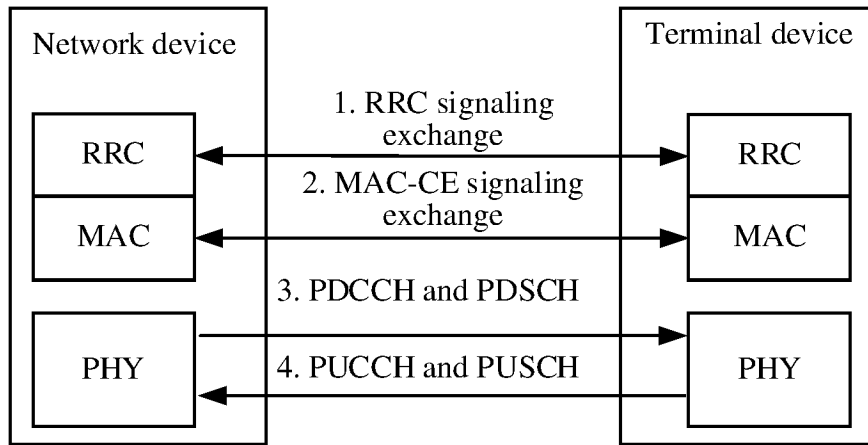 Network device
Terminal device
1. RRC signaling
exchange
RRC
RRC
2. MAC-CE signaling
exchange
MAC
MAC
3. PDCCH and PDSCH
PHY
PHY
4. PUCCH and PUSCH